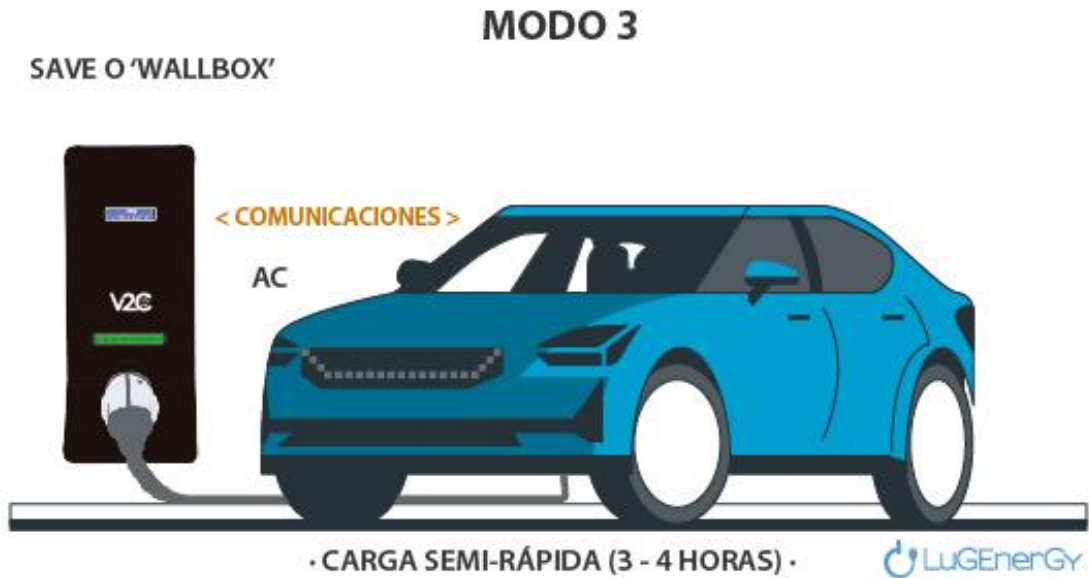 MODO 3
SAVE O ‘WALLBOX’
< COMUNICACIONES >
AC
V2C
· CARGA SEMI-RÁPIDA (3 - 4 HORAS) ·
LUGEnerGy